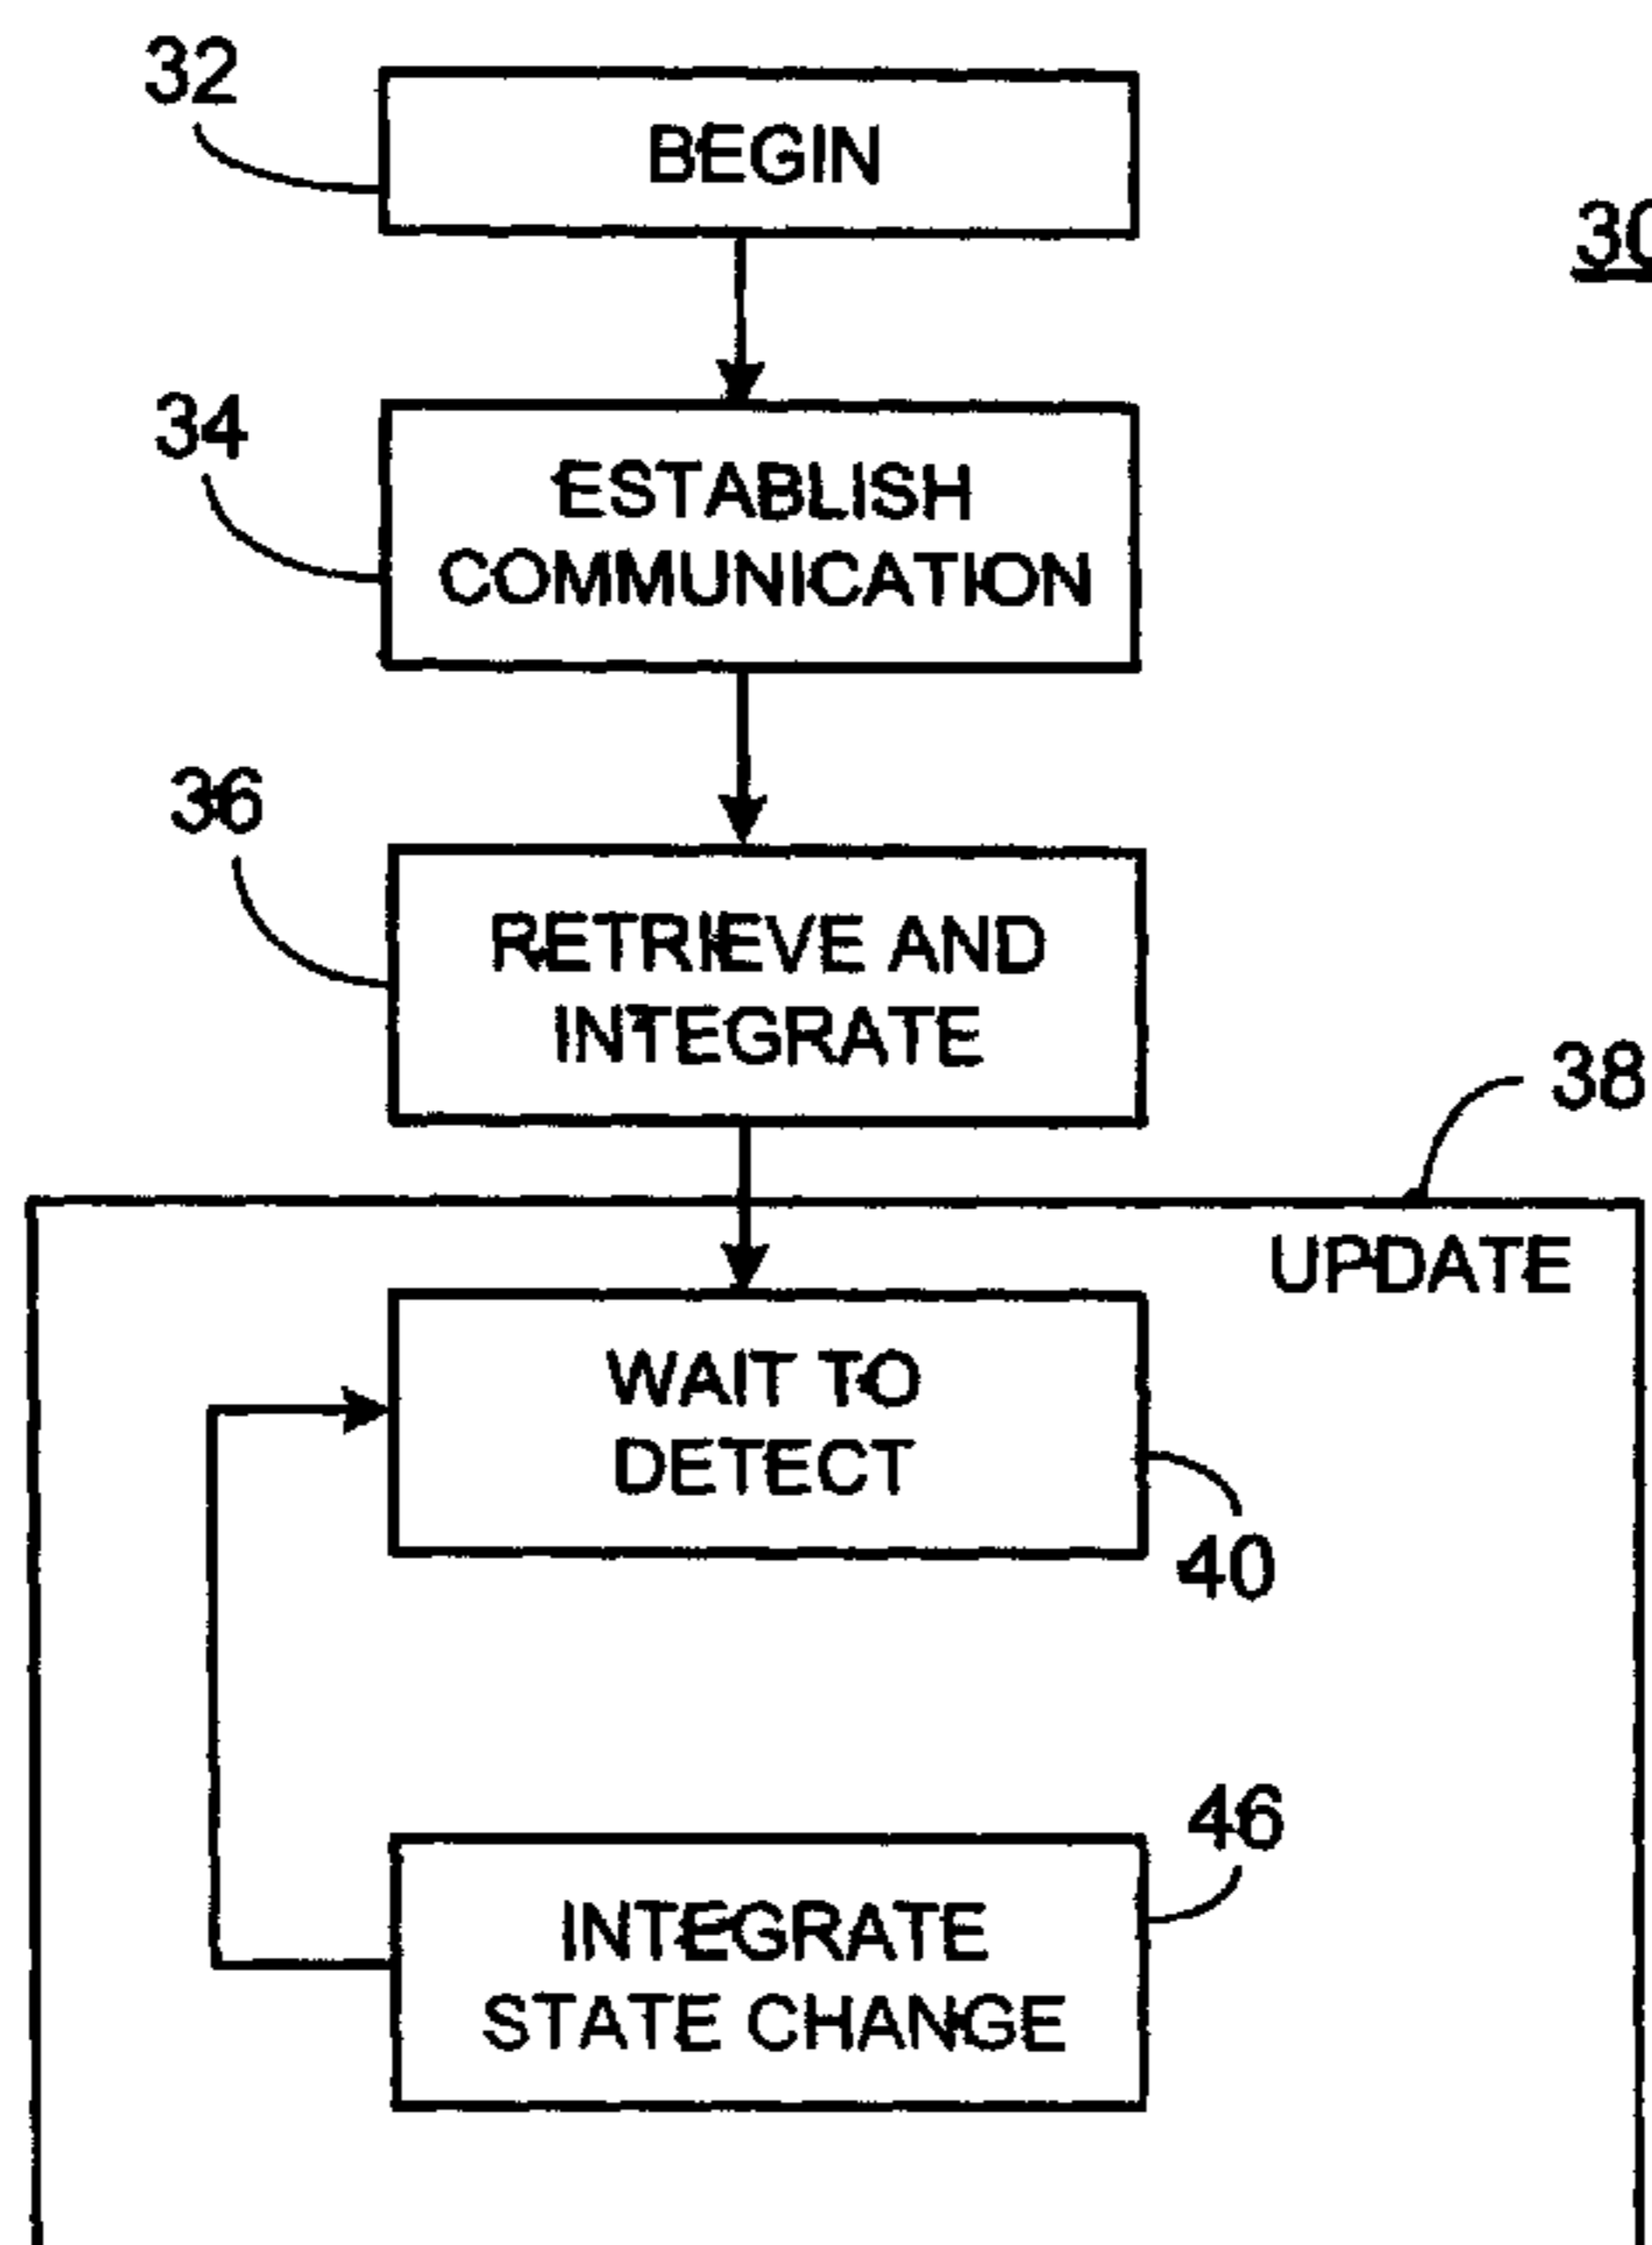 32
BEGIN
30
34
ESTABLISH
COMMUNICATION
36
RETRIEVE AND
INTEGRATE
38
UPDATE
WAIT TO
DETECT
40
46
INTEGRATE
STATE CHANGE